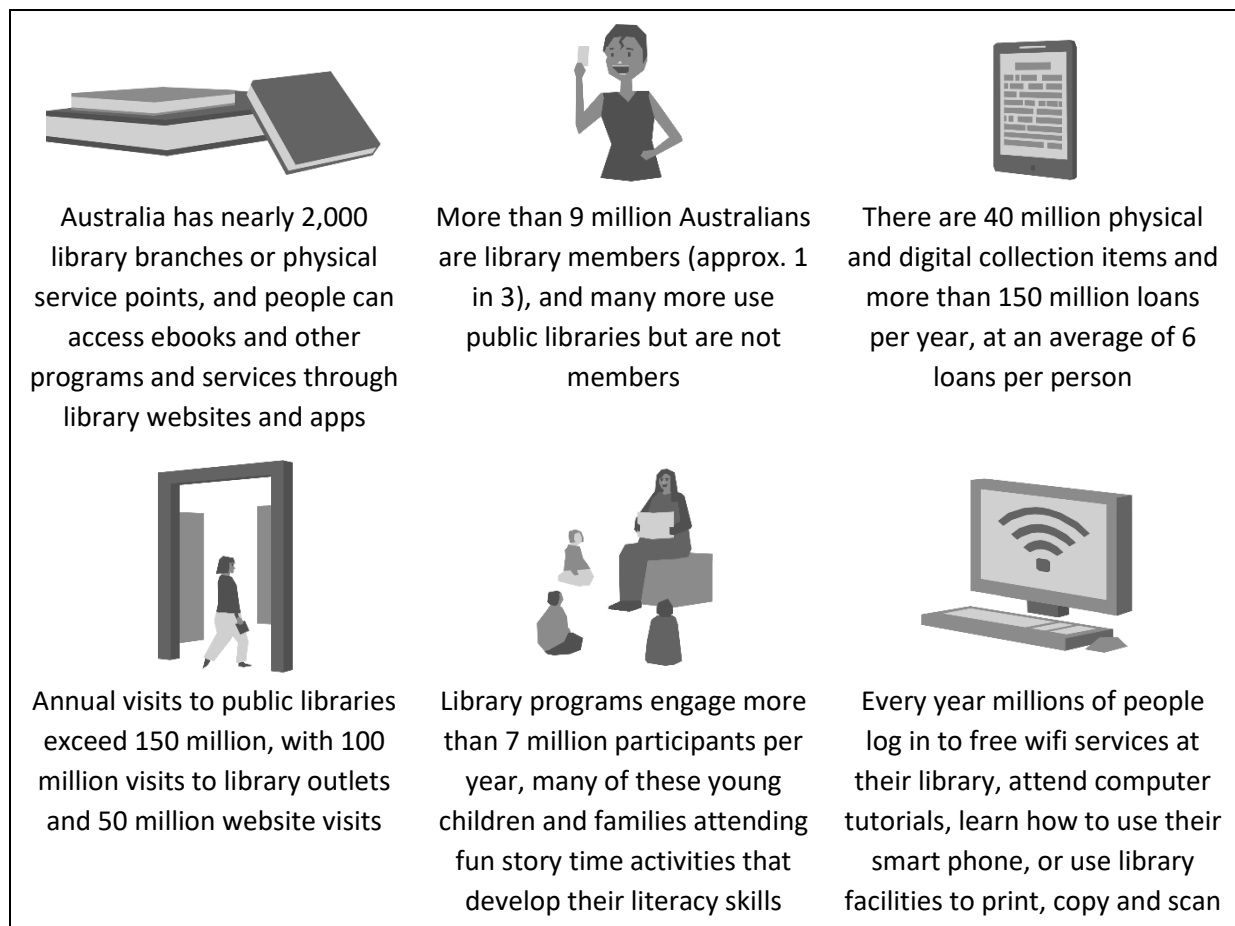 Australia has nearly 2,000
library branches or physical
service points, and people can
access ebooks and other
programs and services through
library websites and apps
More than 9 million Australians
are library members (approx. 1
in 3), and many more use
public libraries but are not
members
There are 40 million physical
and digital collection items and
more than 150 million loans
per year, at an average of 6
loans per person
Annual visits to public libraries
exceed 150 million, with 100
million visits to library outlets
and 50 million website visits
Library programs engage more
than 7 million participants per
year, many of these young
children and families attending
fun story time activities that
develop their literacy skills
Every year millions of people
log in to free wifi services at
their library, attend computer
tutorials, learn how to use their
smart phone, or use library
facilities to print, copy and scan